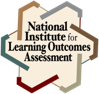 National
Institute for
Learning Outcomes
Assessment